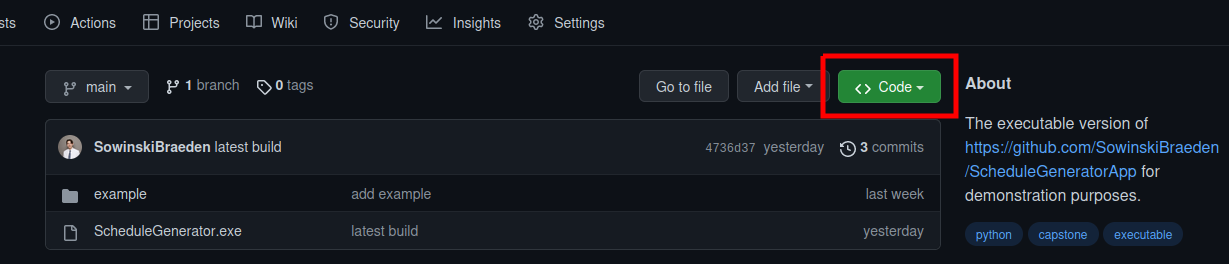 sts Actions Projects Wiki Security Insights Settings
main 1 branch 0 tags Go to file Add file Code
SowinskiBraeden latest build 4736d37 yesterday 3 commits
example add example last week
ScheduleGenerator.exe latest build yesterday
About
The executable version of
https://github.com/SowinskiBraeden
/ScheduleGeneratorApp for
demonstration purposes.
python capstone executable